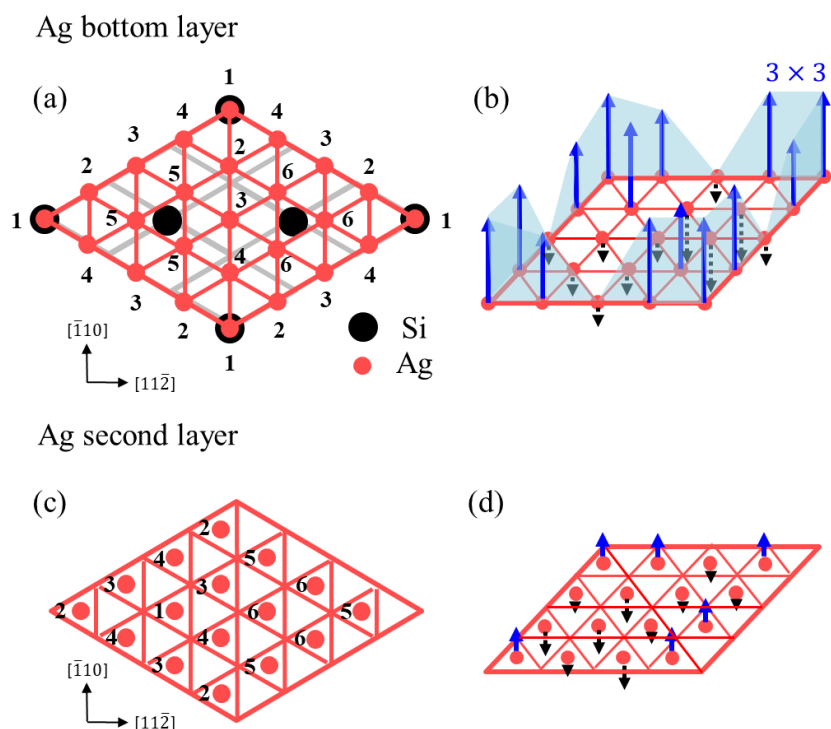 Ag bottom layer
(a)
1
4 4
3 2 3
2 5 6 2
3
1 5 6 1
5 4 6
4 4
3 3
2 2
1
[1̄10]
[112̄]
Si
Ag
(b)
3 × 3
Ag second layer
(c)
2
4 5
3 3 6
2 1 6 5
4 4 6
3 5
2
[1̄10]
[112̄]
(d)